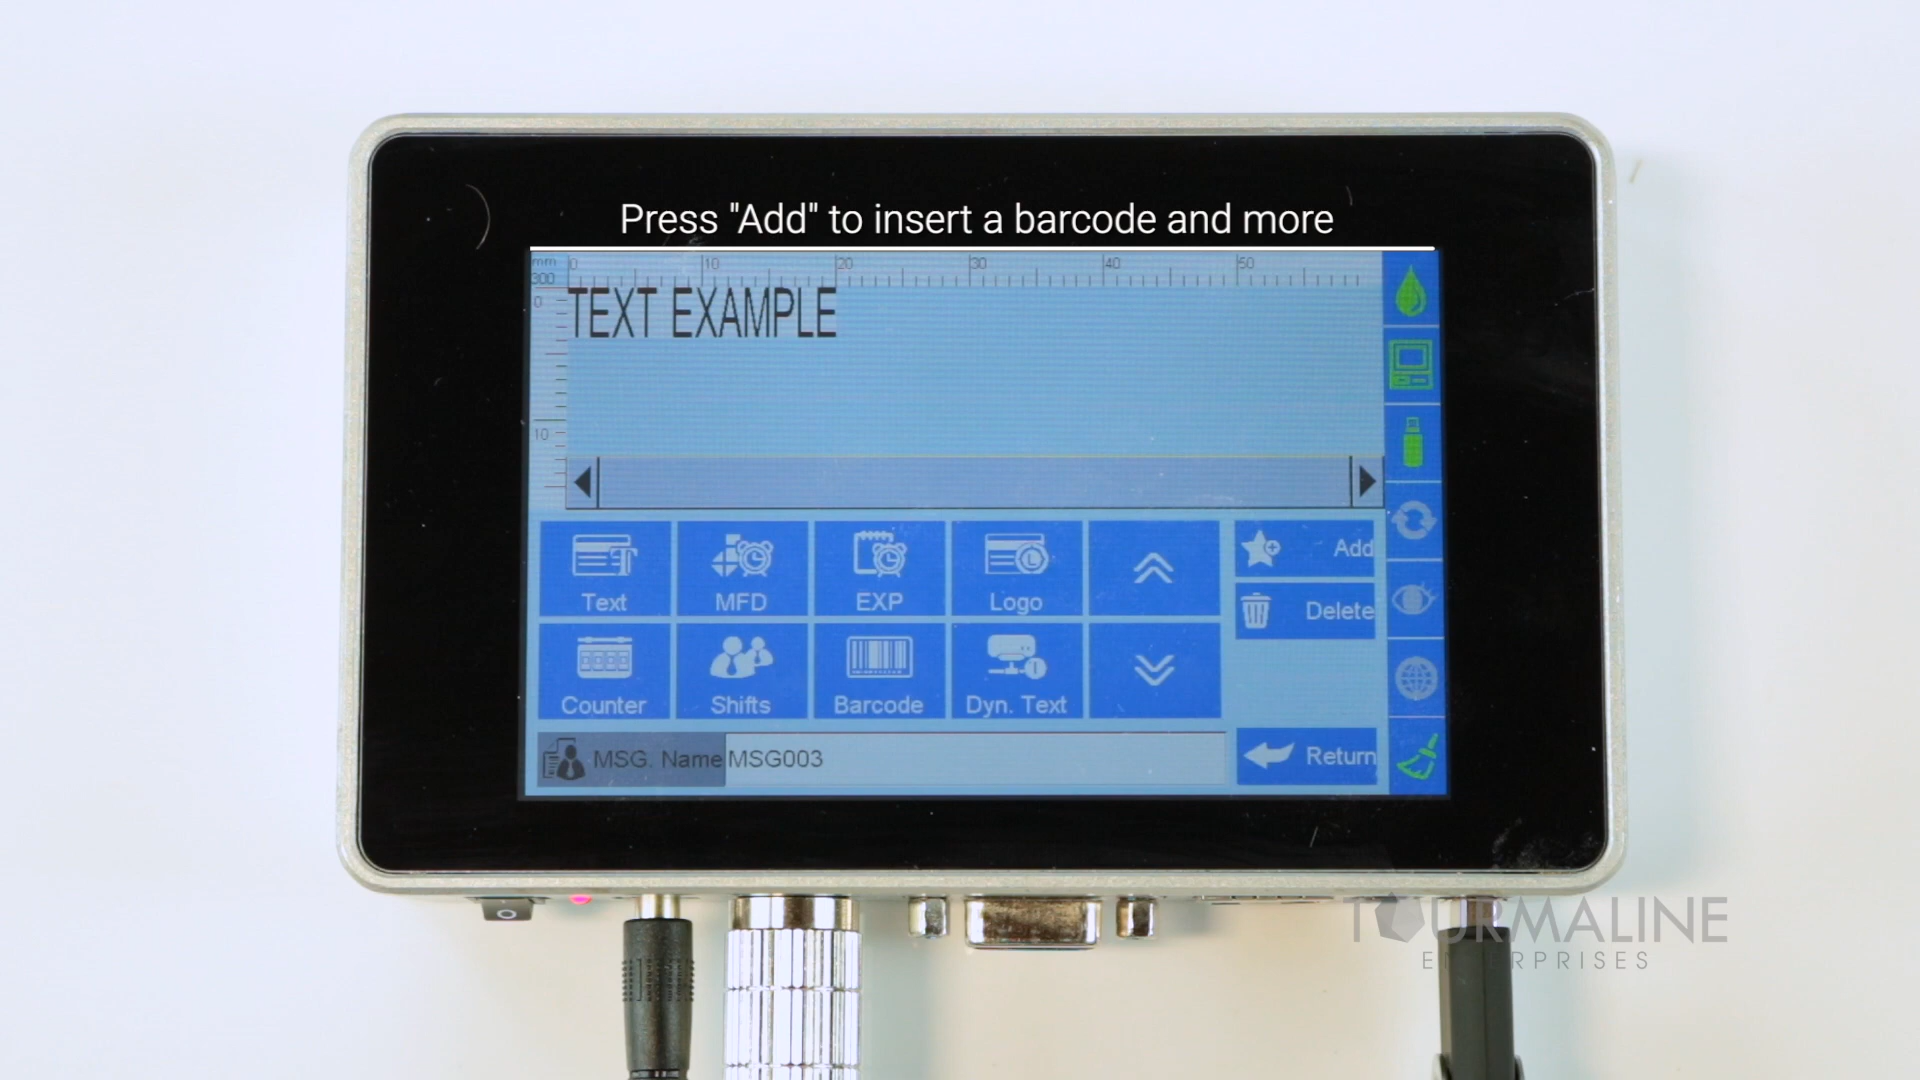 Press "Add" to insert a barcode and more
mm 0 10 20 30 40 50
300
0
TEXT EXAMPLE
10
Text MFD EXP Logo Add
Delete
Counter Shifts Barcode Dyn. Text
MSG. Name MSG003 Return
TOURMALINE
ENTERPRISES